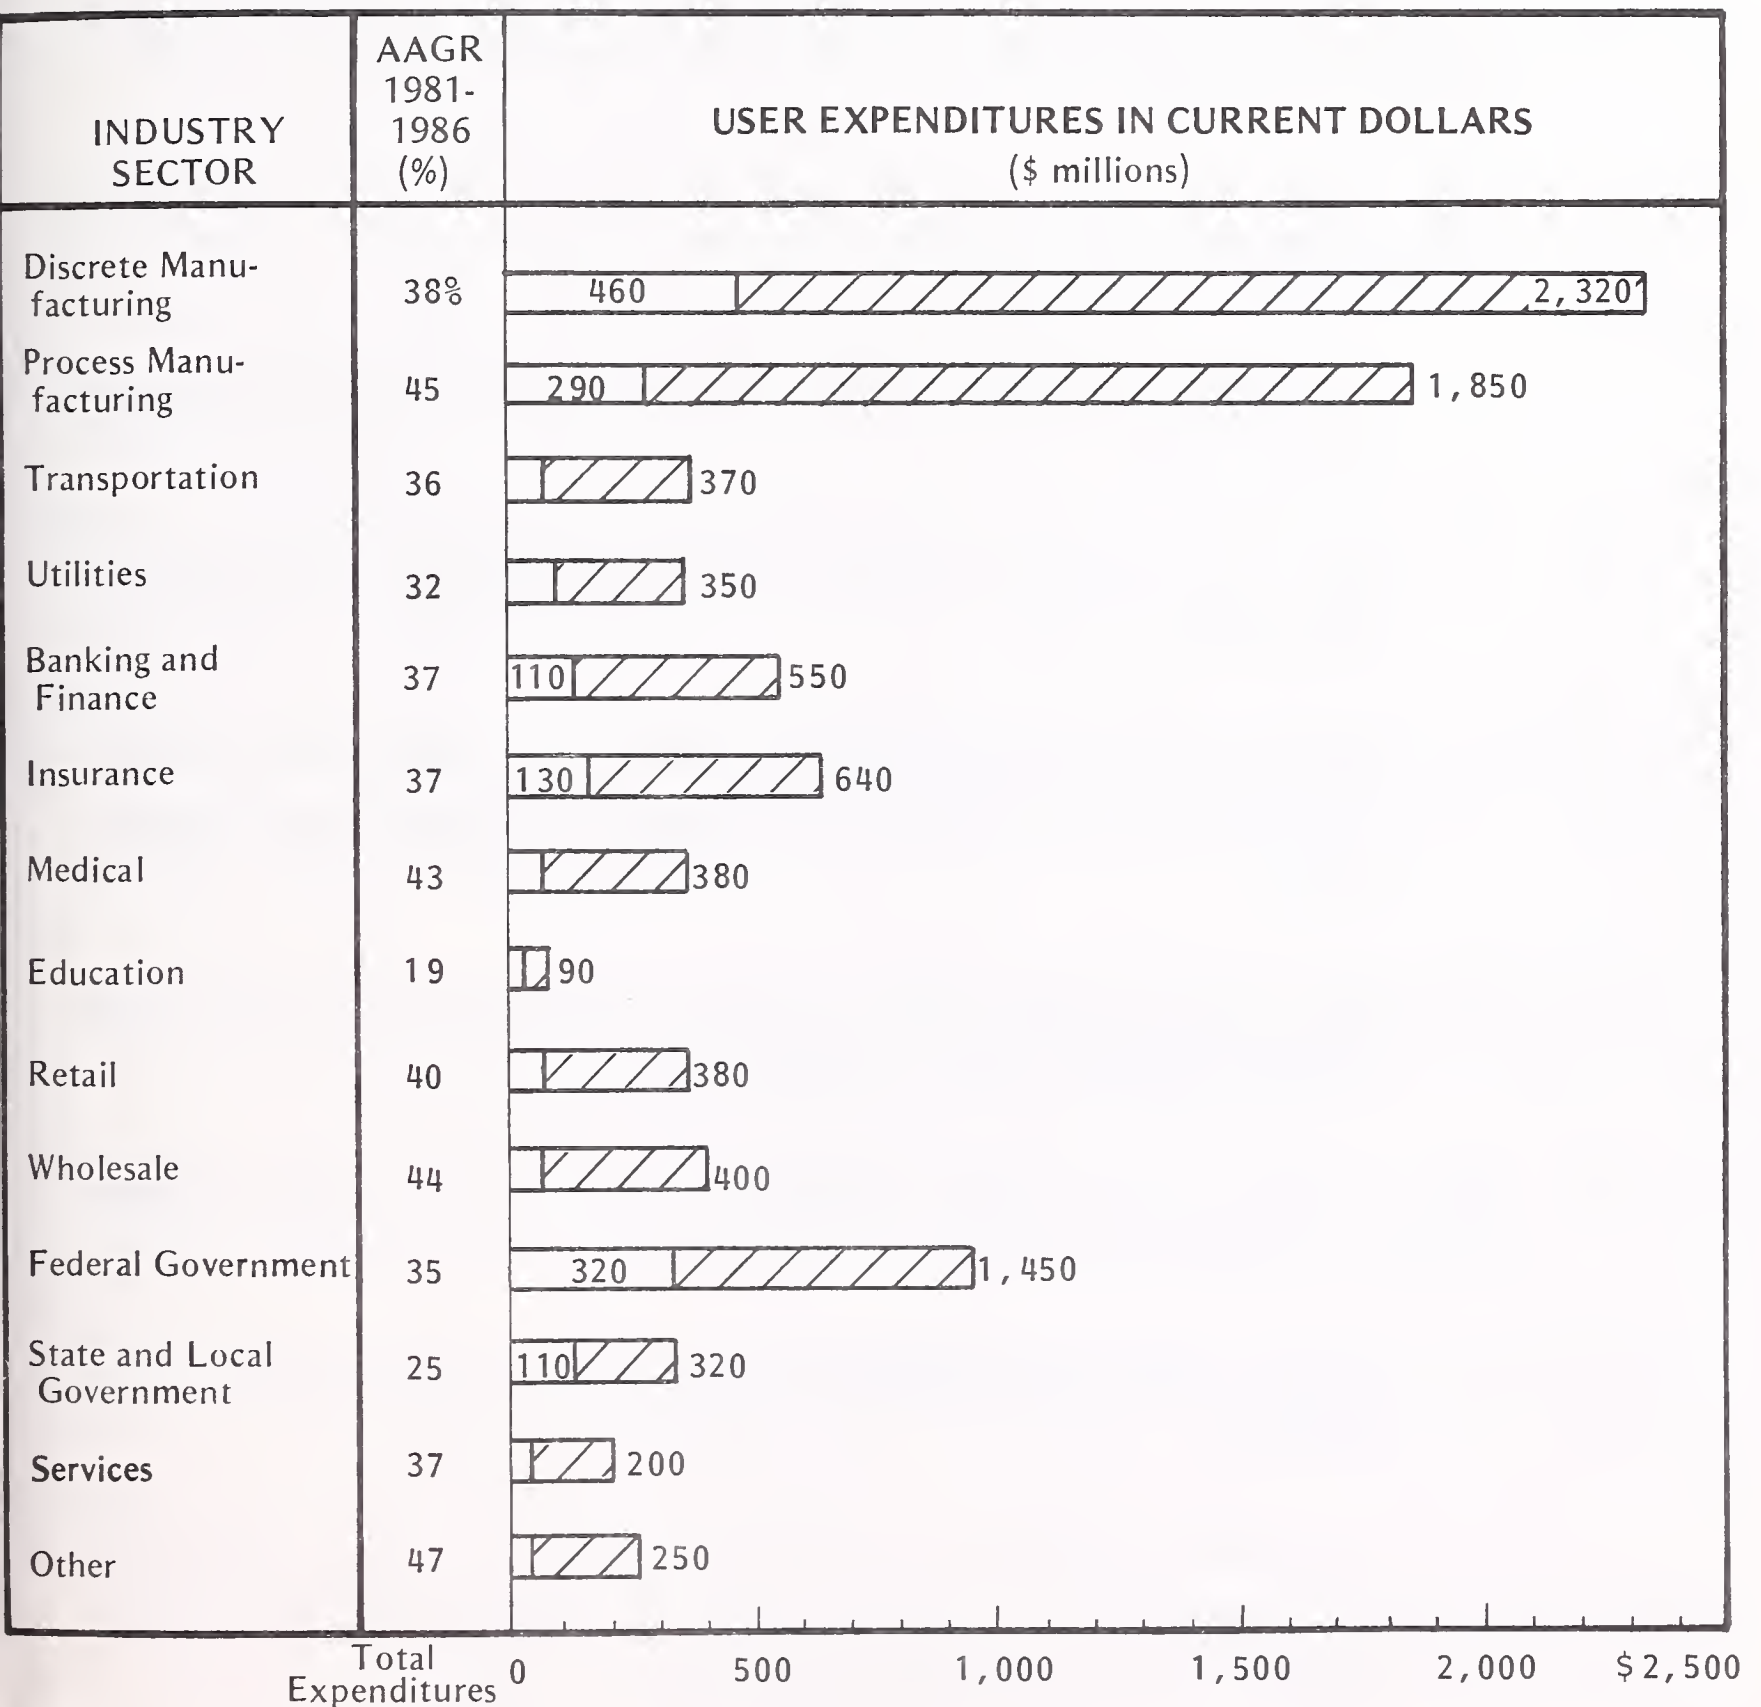 INDUSTRY
SECTOR
AAGR
1981-
1986
(%)
USER EXPENDITURES IN CURRENT DOLLARS
($ millions)
Discrete Manu-
facturing
38%
460
2,320
Process Manu-
facturing
45
290
1,850
Transportation
36
370
Utilities
32
350
Banking and
Finance
37
110
550
Insurance
37
130
640
Medical
43
380
Education
19
90
Retail
40
380
Wholesale
44
400
Federal Government
35
320
1,450
State and Local
Government
25
110
320
Services
37
200
Other
47
250
Total
Expenditures
0
500
1,000
1,500
2,000
$2,500